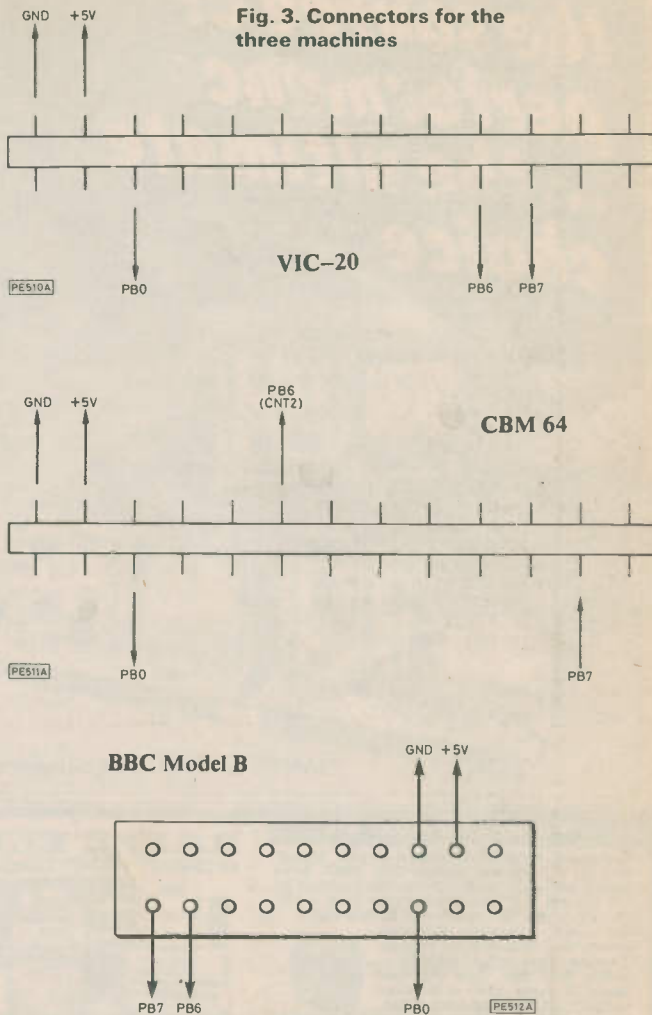 Fig. 3. Connectors for the
three machines
GND +5V
VIC–20
PE510A
PB0
PB6 PB7
GND +5V
PB6
(CNT2)
CBM 64
PE511A
PB0
PB7
BBC Model B
GND +5V
PB7 PB6
PB0
PE512A